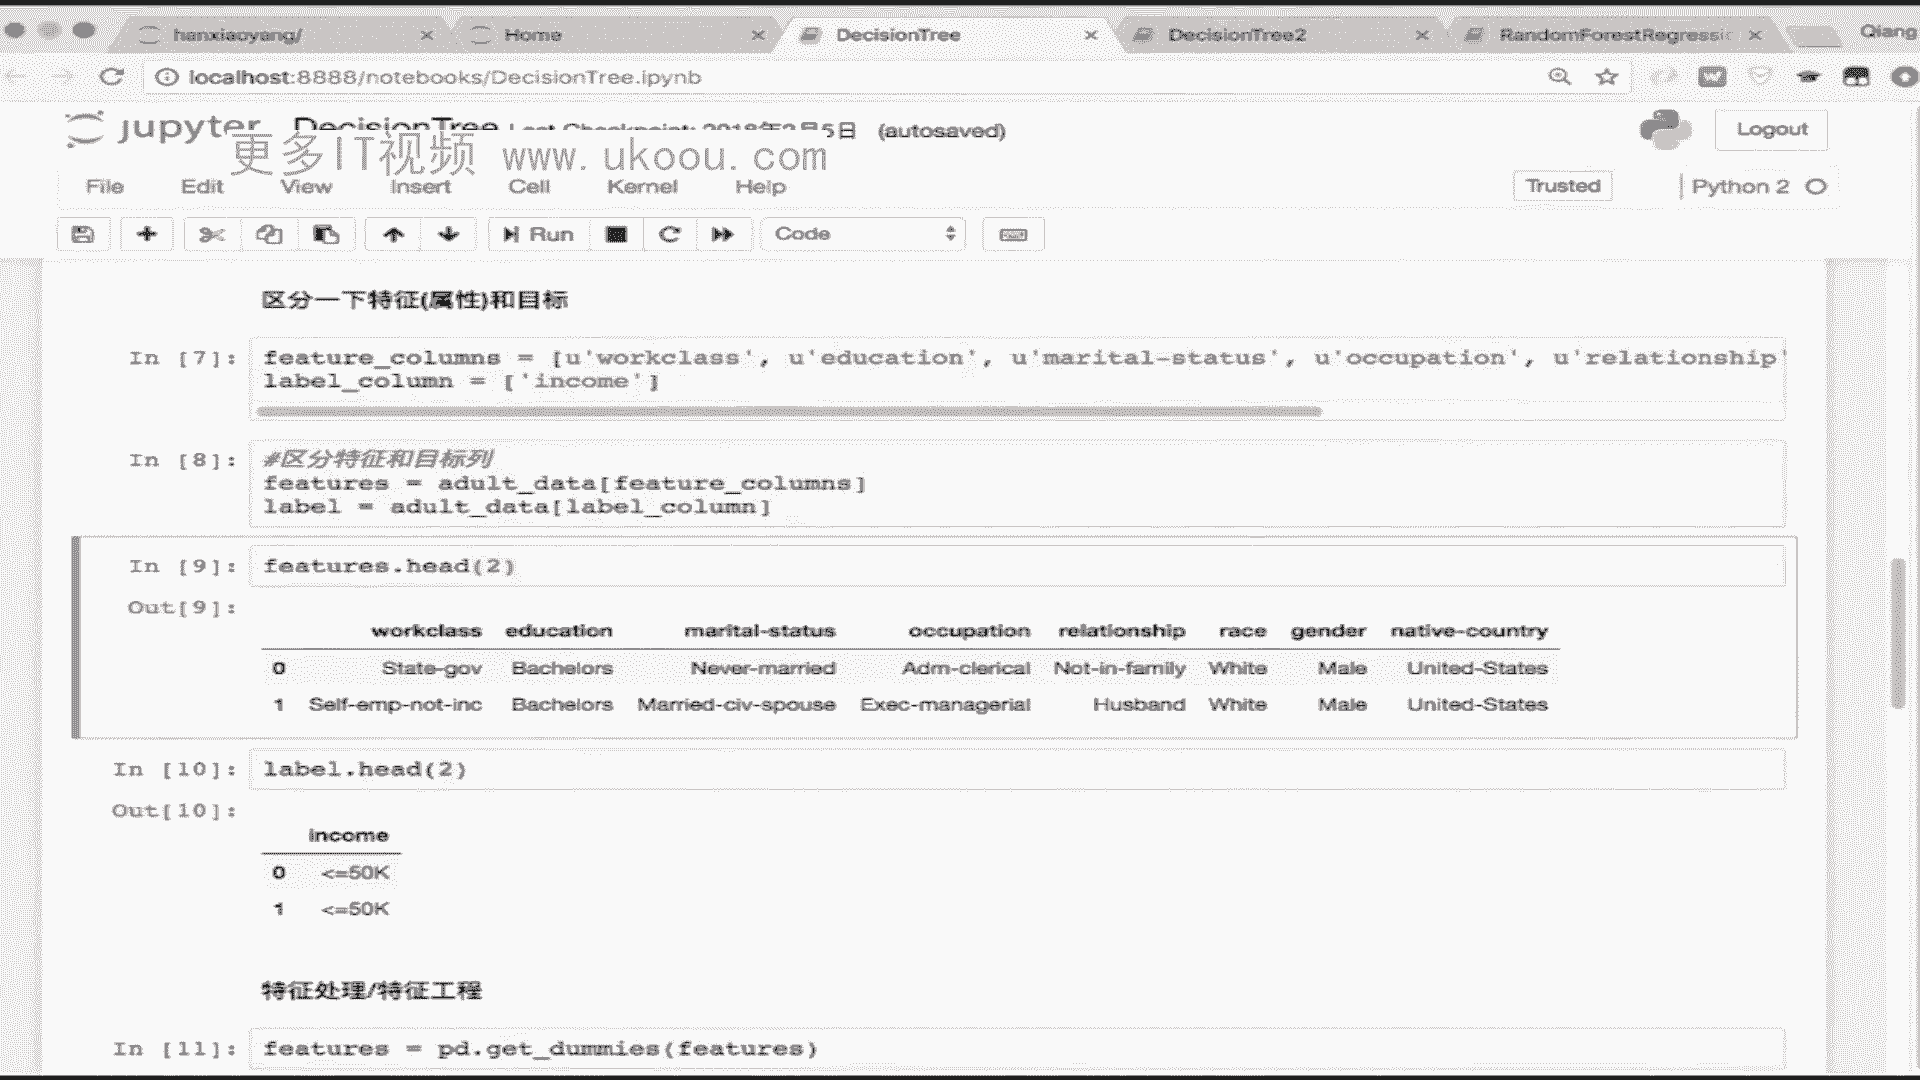 hanxiaoyang/
Home
DecisionTree
DecisionTree2
RandomForestRegressi
Qiang
localhost:8888/notebooks/DecisionTree.ipynb
jupyter DecisionTree Last Checkpoint: 2018年2月5日 (autosaved)
Logout
更多IT视频 www.ukoou.com
File Edit View Insert Cell Kernel Help
Trusted
Python 2
Run
Code
区分一下特征(属性)和目标
In [7]: feature_columns = [u'workclass', u'education', u'marital-status', u'occupation', u'relationship'
label_column = ['income']
In [8]: #区分特征和目标列
features = adult_data[feature_columns]
label = adult_data[label_column]
In [9]: features.head(2)
Out[9]:
workclass education marital-status occupation relationship race gender native-country
0 State-gov Bachelors Never-married Adm-clerical Not-in-family White Male United-States
1 Self-emp-not-inc Bachelors Married-civ-spouse Exec-managerial Husband White Male United-States
In [10]: label.head(2)
Out[10]:
income
0 <=50K
1 <=50K
特征处理/特征工程
In [11]: features = pd.get_dummies(features)